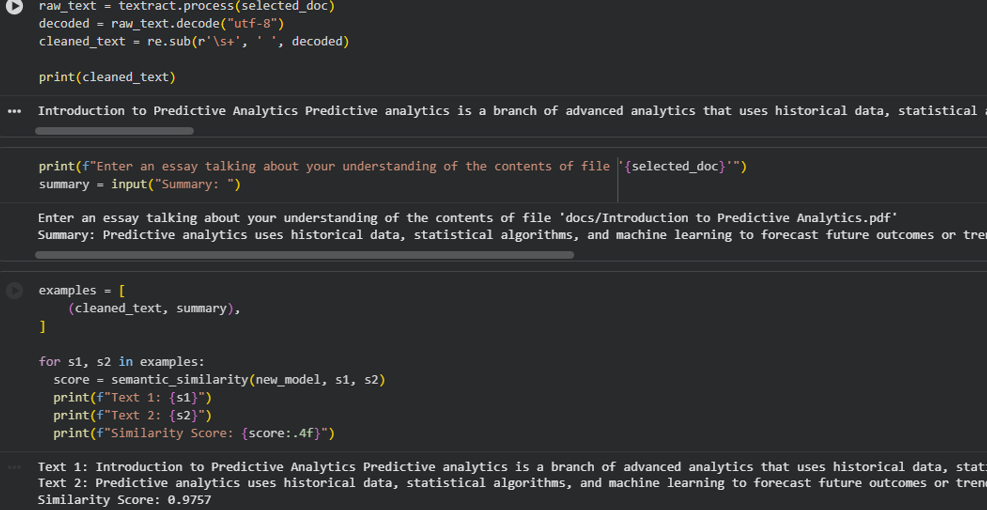 raw_text = textract.process(selected_doc)
decoded = raw_text.decode("utf-8")
cleaned_text = re.sub(r'\s+', ' ', decoded)
print(cleaned_text)
Introduction to Predictive Analytics Predictive analytics is a branch of advanced analytics that uses historical data, statistical
print(f"Enter an essay talking about your understanding of the contents of file '{selected_doc}'")
summary = input("Summary: ")
Enter an essay talking about your understanding of the contents of file 'docs/Introduction to Predictive Analytics.pdf'
Summary: Predictive analytics uses historical data, statistical algorithms, and machine learning to forecast future outcomes or
examples = [
(cleaned_text, summary),
]
for s1, s2 in examples:
score = semantic_similarity(new_model, s1, s2)
print(f"Text 1: {s1}")
print(f"Text 2: {s2}")
print(f"Similarity Score: {score:.4f}")
Text 1: Introduction to Predictive Analytics Predictive analytics is a branch of advanced analytics that uses historical data,
Text 2: Predictive analytics uses historical data, statistical algorithms, and machine learning to forecast future outcomes or
Similarity Score: 0.9757